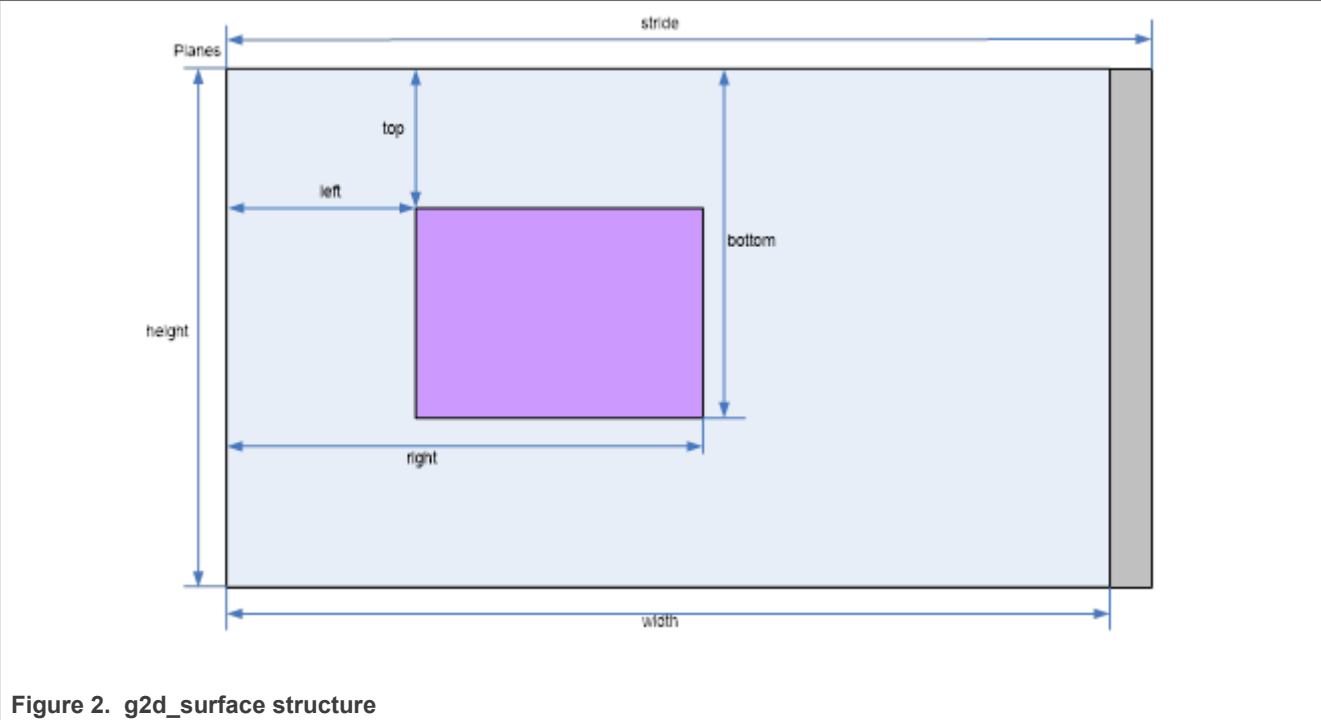 stride
Planes
top
left
bottom
height
right
width
Figure 2. g2d_surface structure